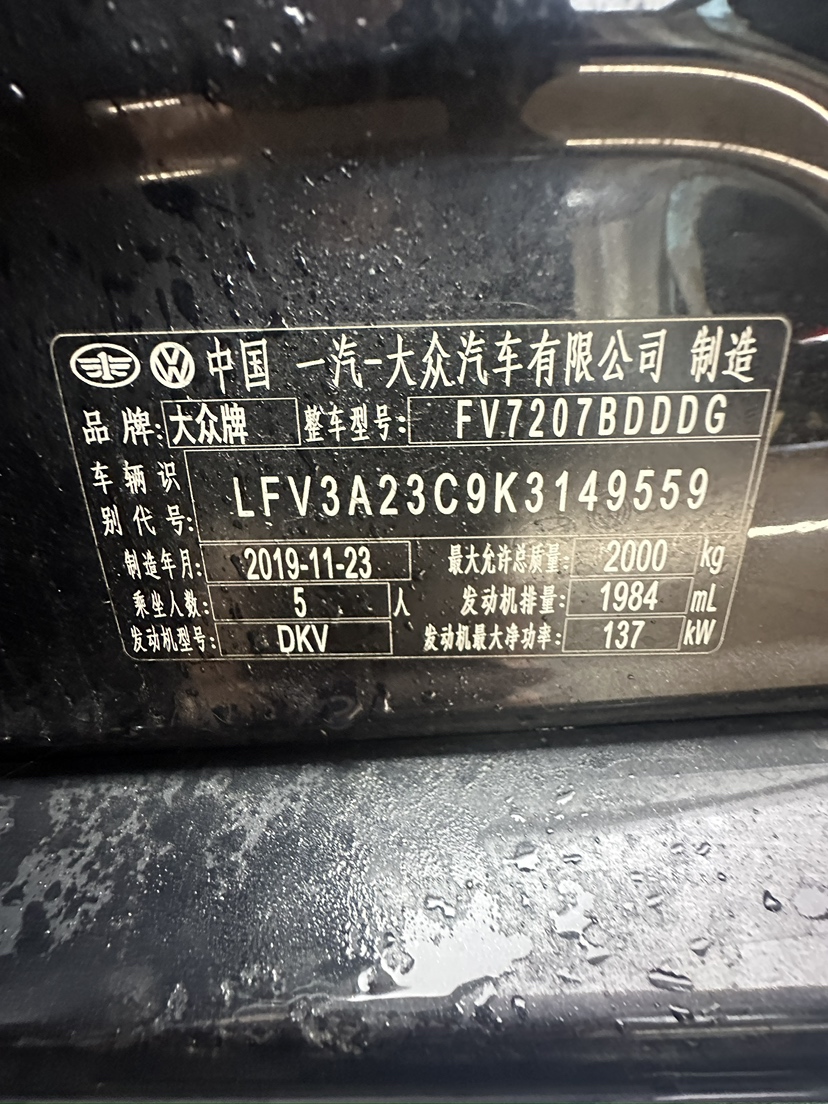 中国 一汽-大众汽车有限公司 制造
品牌: 大众牌 整车型号: FV7207BDDDG
车辆识别代号: LFV3A23C9K3149559
制造年月: 2019-11-23 最大允许总质量: 2000 kg
乘坐人数: 5 人 发动机排量: 1984 mL
发动机型号: DKV 发动机最大净功率: 137 kW